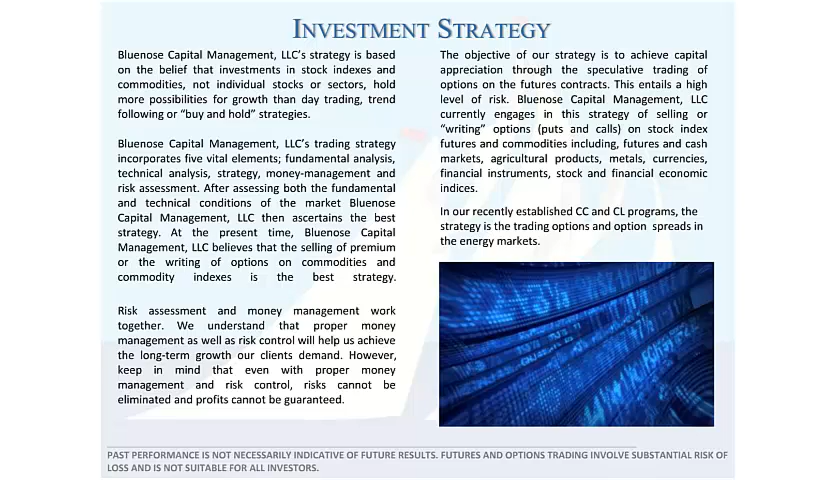 INVESTMENT STRATEGY
Bluenose Capital Management, LLC’s strategy is based
on the belief that investments in stock indexes and
commodities, not individual stocks or sectors, hold
more possibilities for growth than day trading, trend
following or “buy and hold” strategies.
Bluenose Capital Management, LLC’s trading strategy
incorporates five vital elements; fundamental analysis,
technical analysis, strategy, money-management and
risk assessment. After assessing both the fundamental
and technical conditions of the market Bluenose
Capital Management, LLC then ascertains the best
strategy. At the present time, Bluenose Capital
Management, LLC believes that the selling of premium
or the writing of options on commodities and
commodity indexes is the best strategy.
Risk assessment and money management work
together. We understand that proper money
management as well as risk control will help us achieve
the long-term growth our clients demand. However,
keep in mind that even with proper money
management and risk control, risks cannot be
eliminated and profits cannot be guaranteed.
The objective of our strategy is to achieve capital
appreciation through the speculative trading of
options on the futures contracts. This entails a high
level of risk. Bluenose Capital Management, LLC
currently engages in this strategy of selling or
“writing” options (puts and calls) on stock index
futures and commodities including, futures and cash
markets, agricultural products, metals, currencies,
financial instruments, stock and financial economic
indices.
In our recently established CC and CL programs, the
strategy is the trading options and option spreads in
the energy markets.
PAST PERFORMANCE IS NOT NECESSARILY INDICATIVE OF FUTURE RESULTS. FUTURES AND OPTIONS TRADING INVOLVE SUBSTANTIAL RISK OF
LOSS AND IS NOT SUITABLE FOR ALL INVESTORS.